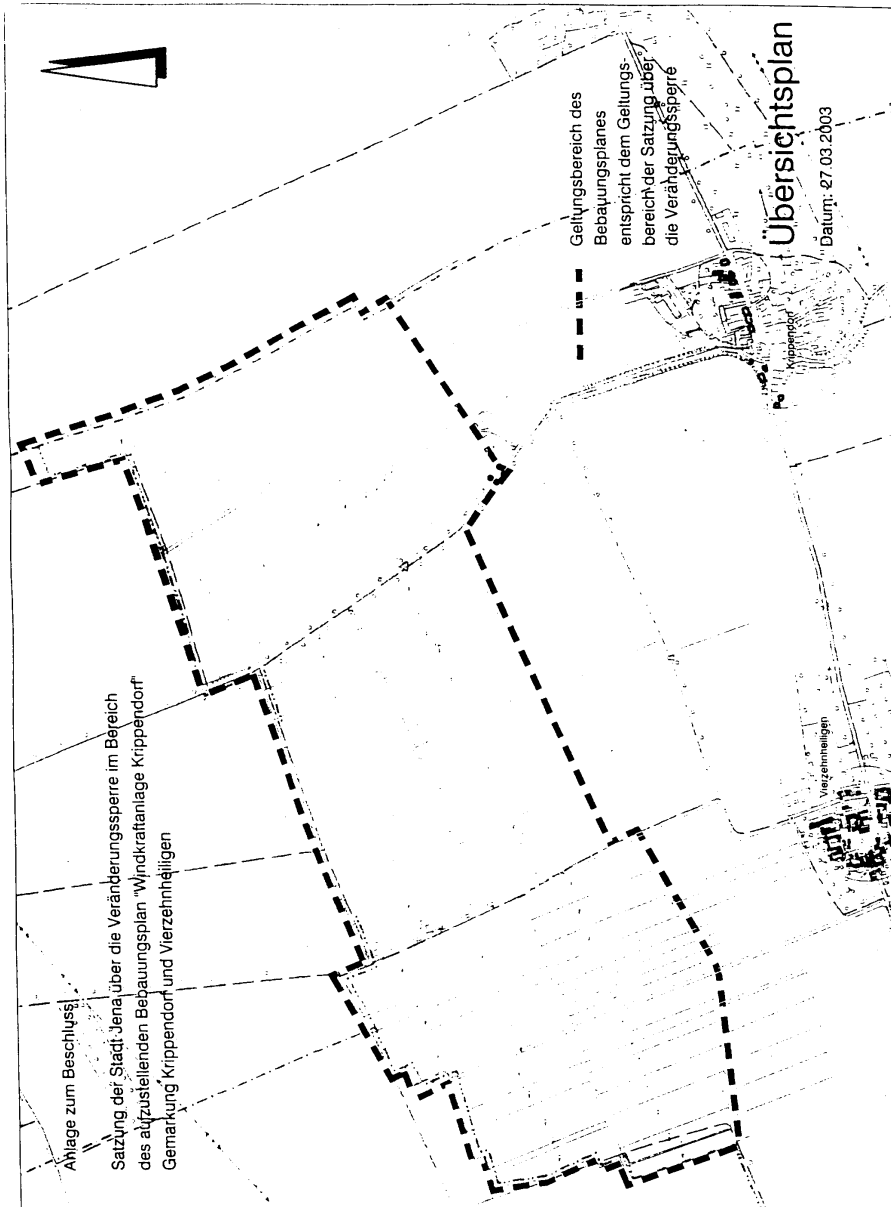 Anlage zum Beschluss
Satzung der Stadt Jena über die Veränderungssperre im Bereich
des aufzustellenden Bebauungsplan "Windkraftanlage Krippendorf"
Gemarkung Krippendorf und Vierzehnheiligen
Vierzehnheiligen
Krippendorf
Geltungsbereich des
Bebauungsplanes
entspricht dem Geltungs-
bereich der Satzung über
die Veränderungssperre
Übersichtsplan
Datum: 27.03.2003